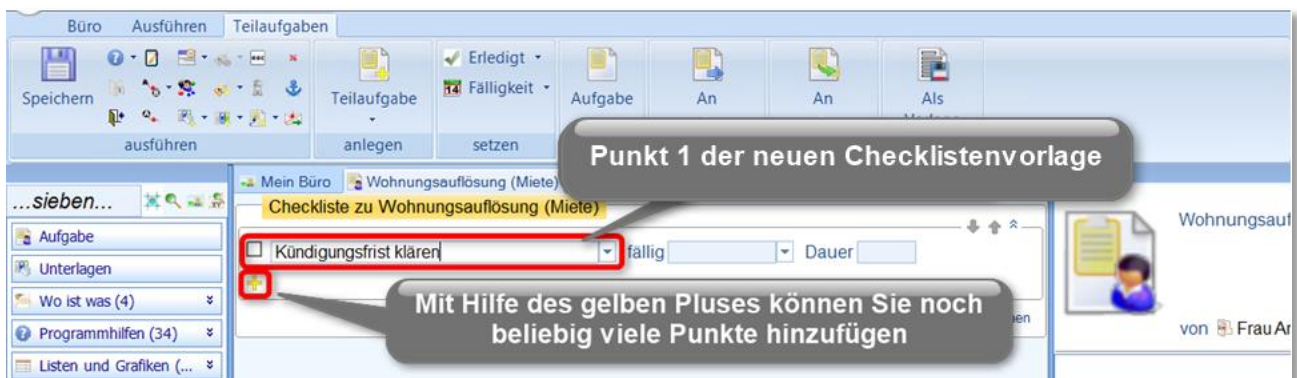 Büro Ausführen Teilaufgaben
Speichern
Teilaufgabe
Erledigt
14 Fälligkeit
Aufgabe
An
An
Als
ausführen anlegen setzen
Punkt 1 der neuen Checklistenvorlage
...sieben...
Mein Büro Wohnungsauflösung (Miete)
Checkliste zu Wohnungsauflösung (Miete)
Aufgabe
Kündigungsfrist klären fällig Dauer
Unterlagen
Wo ist was (4)
Programmhilfen (34)
Listen und Grafiken (...
Mit Hilfe des gelben Pluses können Sie noch
beliebig viele Punkte hinzufügen
Wohnungsauf
von Frau Ar